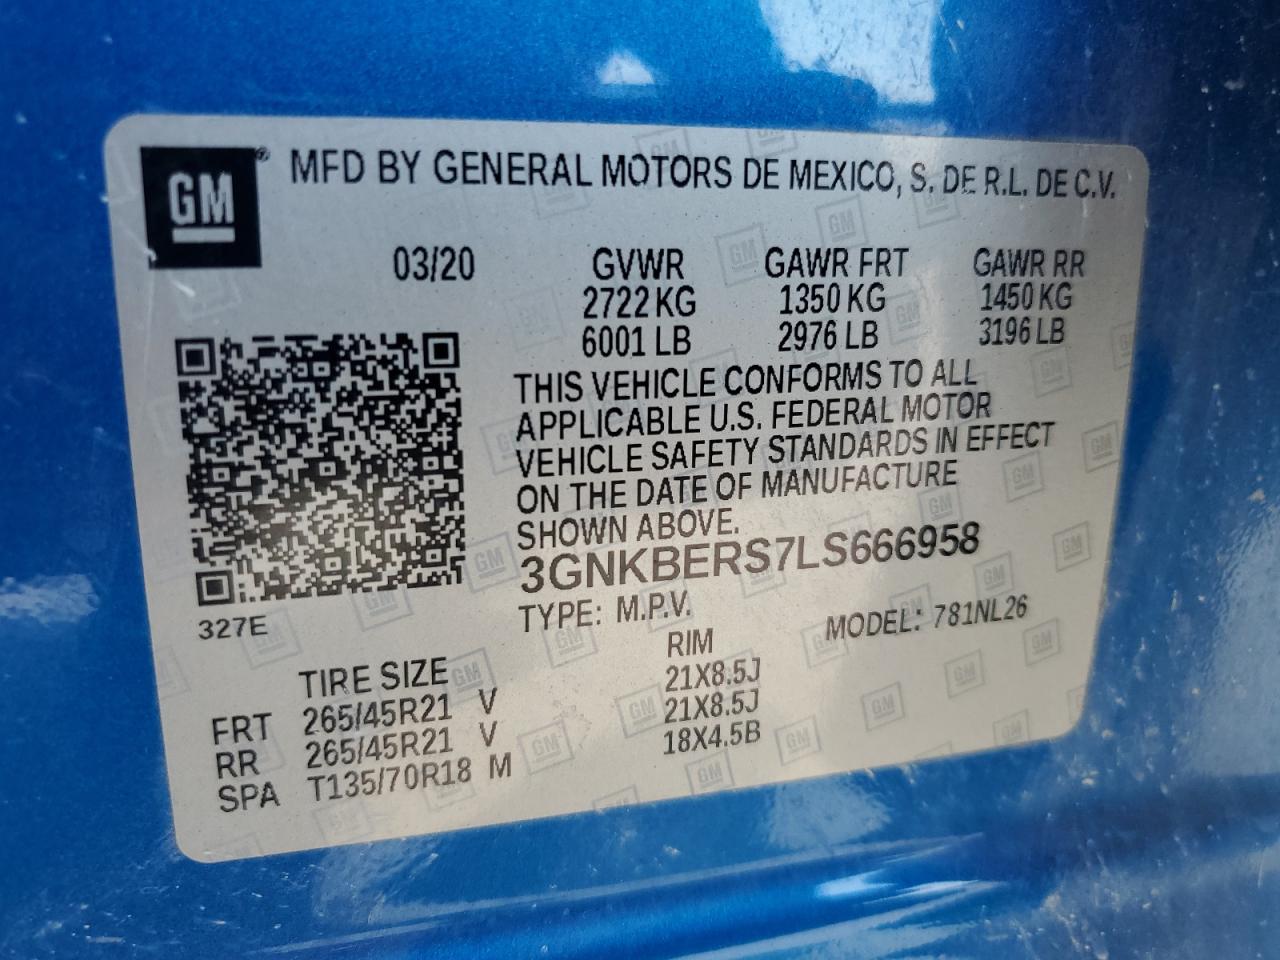 GM® MFD BY GENERAL MOTORS DE MEXICO, S. DE R.L. DE C.V.
03/20 GVWR GAWR FRT GAWR RR
2722 KG 1350 KG 1450 KG
6001 LB 2976 LB 3196 LB
THIS VEHICLE CONFORMS TO ALL
APPLICABLE U.S. FEDERAL MOTOR
VEHICLE SAFETY STANDARDS IN EFFECT
ON THE DATE OF MANUFACTURE
SHOWN ABOVE.
3GNKBERS7LS666958
327E
TYPE: M.P.V. MODEL: 781NL26
TIRE SIZE RIM
FRT 265/45R21 V 21X8.5J
RR 265/45R21 V 21X8.5J
SPA T135/70R18 M 18X4.5B